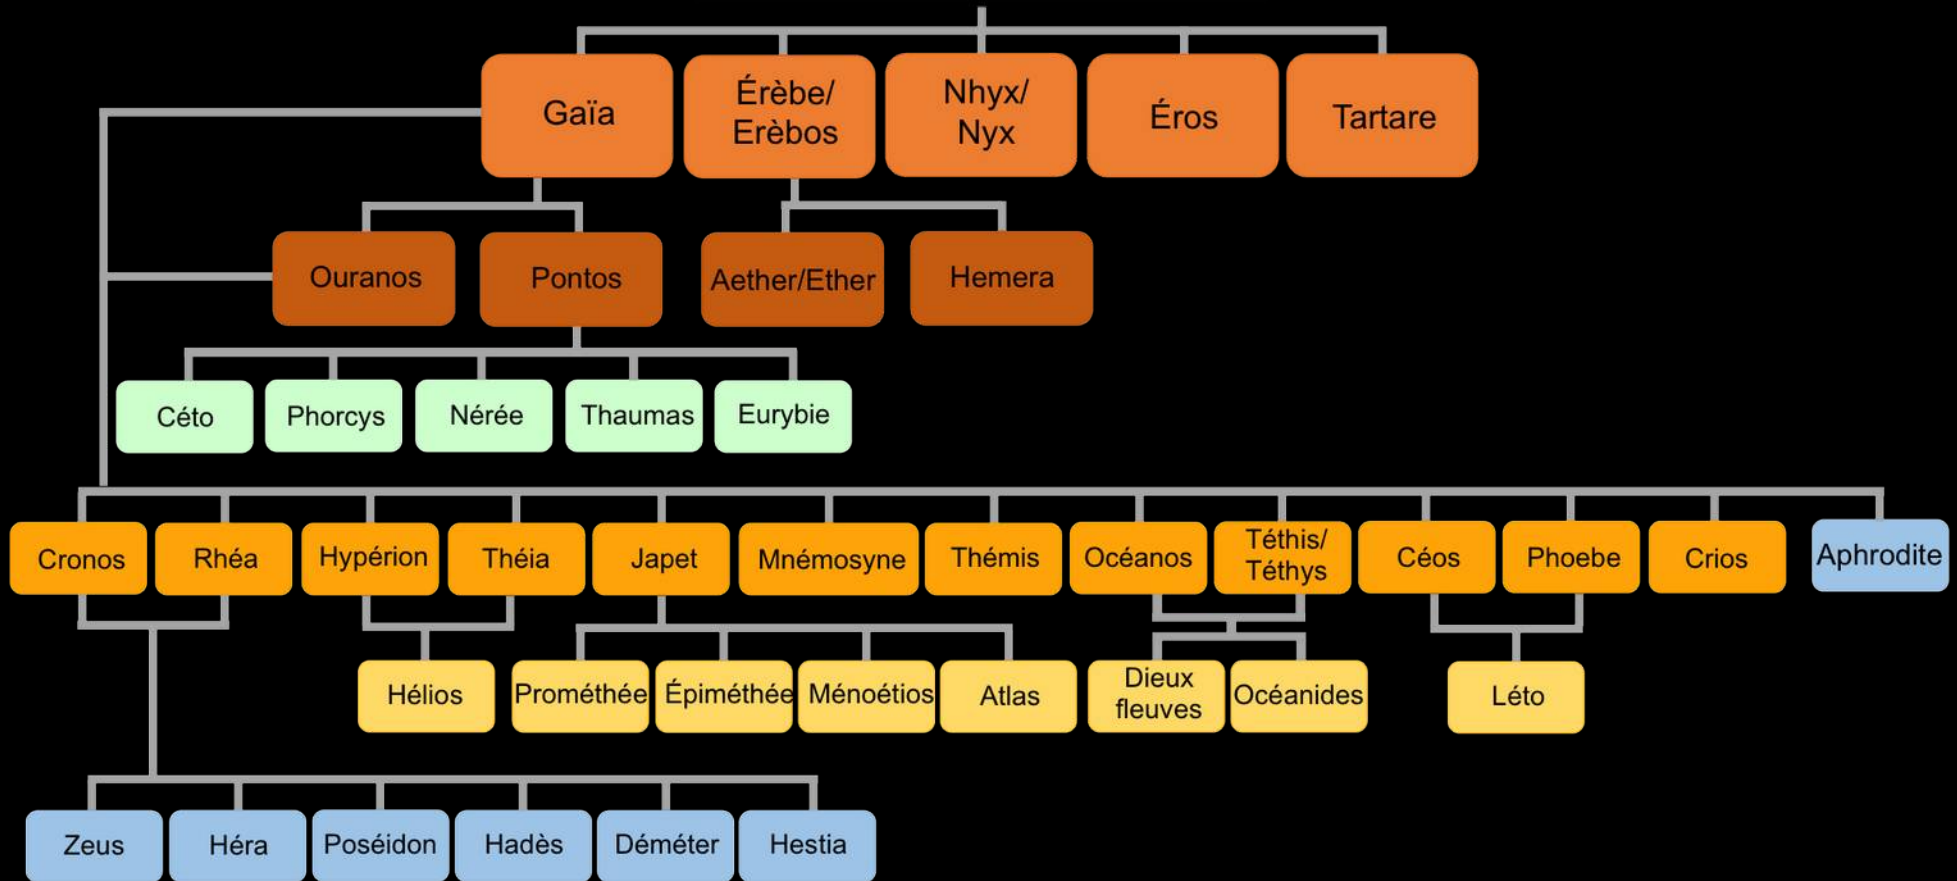 Gaïa
Érèbe/
Erèbos
Nhyx/
Nyx
Éros
Tartare
Ouranos
Pontos
Aether/Ether
Hemera
Céto
Phorcys
Nérée
Thaumas
Eurybie
Cronos
Rhéa
Hypérion
Théia
Japet
Mnémosyne
Thémis
Océanos
Téthis/
Téthys
Céos
Phoebe
Crios
Aphrodite
Hélios
Prométhée
Épiméthée
Ménoétios
Atlas
Dieux
fleuves
Océanides
Léto
Zeus
Héra
Poséidon
Hadès
Déméter
Hestia